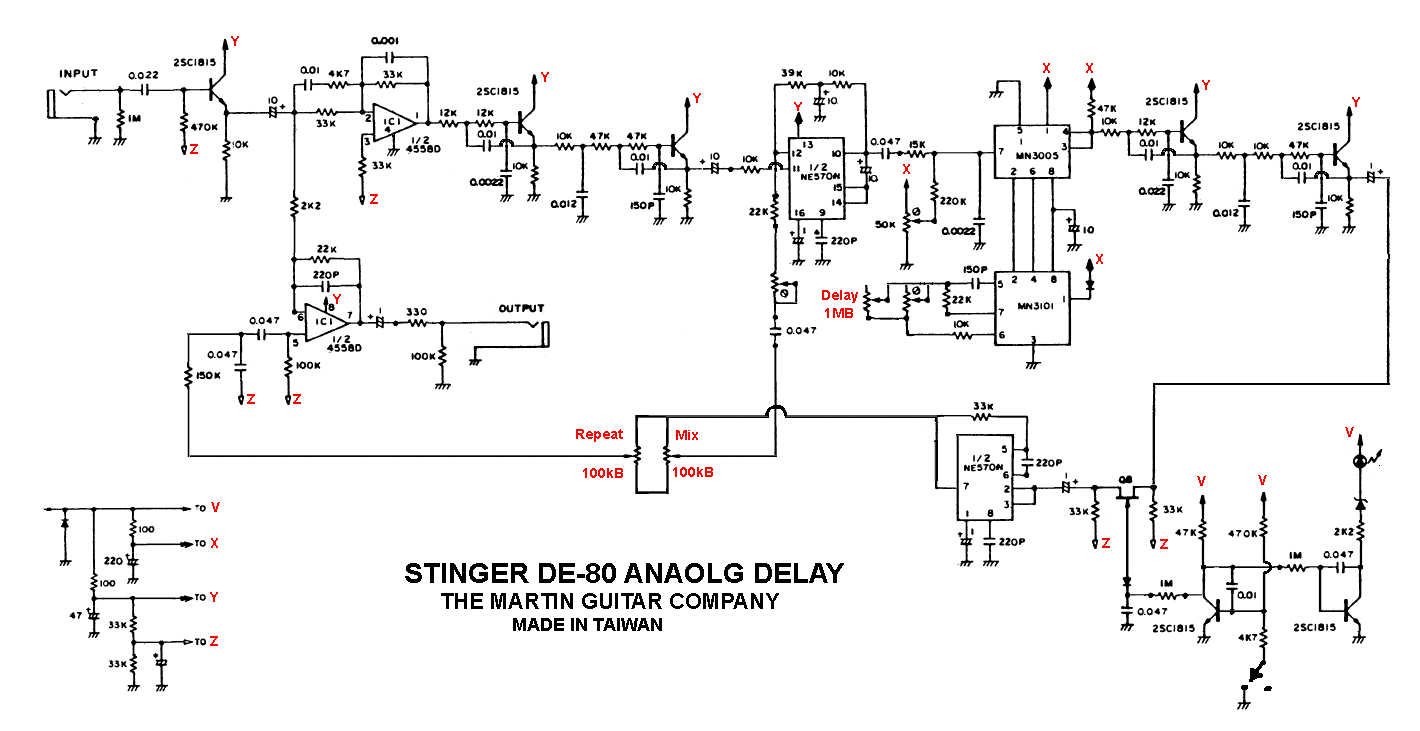 INPUT
0.022
2SC1815
Y
1M
470K
Z
10K
10
+
0.01
4K7
0.001
33K
33K
2
1
IC1
4
3
1/2
4558D
33K
Z
12K
12K
2SC1815
Y
0.01
10K
0.0022
10K
47K
47K
Y
0.01
10K
0.012
150P
10
+
10K
39K
10K
+
10
Y
13
12
10
11
1/2
NE570N
15
14
16
9
+
10
+
1
220P
22K
0.047
0.047
15K
X
50K
Ø
220K
0.0022
X
X
47K
5
1
4
3
7
MN3005
2
6
8
+
10
10K
12K
2SC1815
Y
0.01
0.022
10K
10K
10K
47K
2SC1815
Y
0.01
0.012
150P
10K
1
+
2K2
22K
220P
Y
8
6
7
IC1
5
1/2
4558D
+
1
330
OUTPUT
100K
0.047
0.047
100K
150K
Z
Z
Delay
1MB
Ø
150P
22K
10K
2
4
8
5
7
6
1
3
MN3101
X
Repeat
100kB
Mix
100kB
33K
5
1/2
NE570N
6
220P
7
2
3
1
8
+
1
220P
1
+
33K
Z
Q8
33K
Z
V
47K
V
470K
V
2K2
1M
0.047
0.01
1M
0.047
2SC1815
4K7
2SC1815
TO V
100
TO X
220
+
100
TO Y
47
+
33K
TO Z
33K
+
STINGER DE-80 ANAOLG DELAY
THE MARTIN GUITAR COMPANY
MADE IN TAIWAN